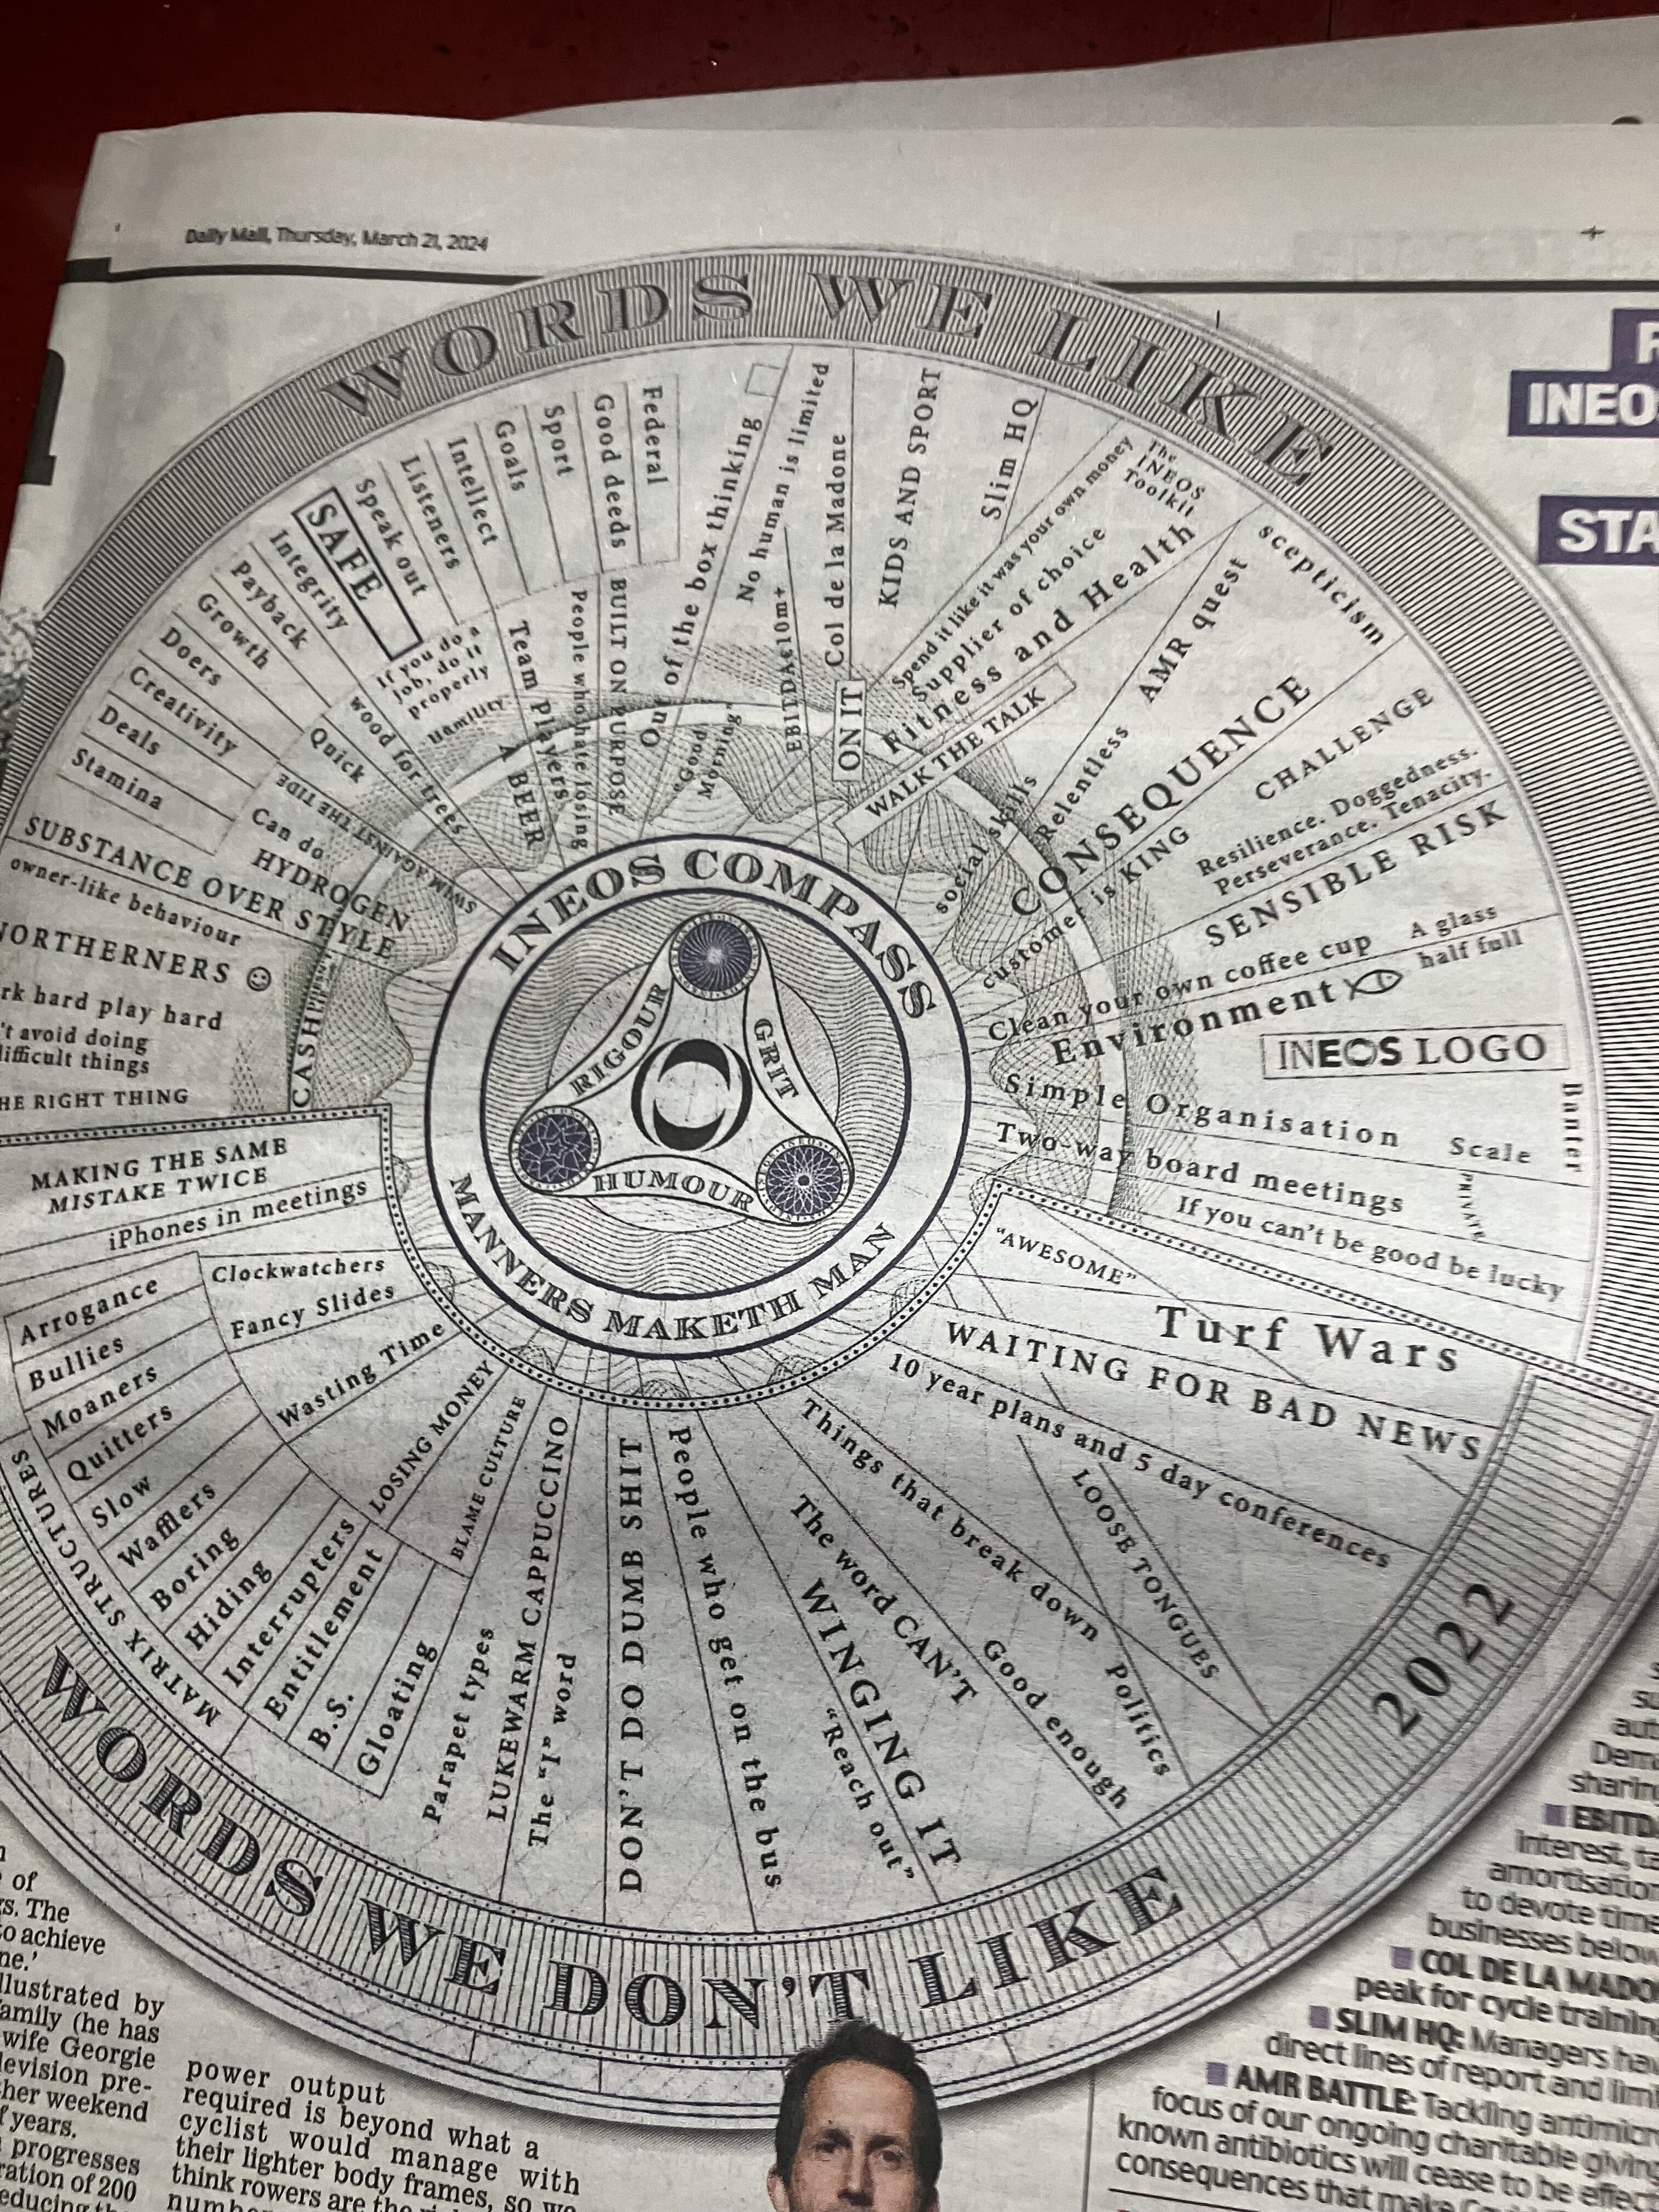 Daily Mail, Thursday, March 21, 2024
INEO
STA
WORDS WE LIKE
Stamina
Deals
Creativity
Doers
Growth
Payback
Integrity
SAFE
Speak out
Listeners
Intellect
Goals
Sport
Good deeds
Federal
Out of the box thinking
No human is limited
EBITDA£10m+
"Good
Morning"
Col de la Madone
ON IT
KIDS AND SPORT
Slim HQ
Spend it like it was your own money
The
INEOS
Toolkit
Supplier of choice
Fitness and Health
WALK THE TALK
scepticism
AMR quest
Relentless
social skills
CONSEQUENCE
customer is KING
CHALLENGE
Resilience. Doggedness.
Perseverance. Tenacity.
SENSIBLE RISK
Clean your own coffee cup
A glass
half full
Environment
INEOS LOGO
Simple Organisation
Scale
Banter
Two-way board meetings
PRIVATE
If you can't be good be lucky
BUILT ON PURPOSE
People who hate losing
Team Players
A BEER
If you do a
job, do it
properly
HUMILITY
wood for trees
Quick
SWIM AGAINST THE TIDE
Can do
HYDROGEN
SUBSTANCE OVER STYLE
owner-like behaviour
NORTHERNERS ☺
rk hard play hard
't avoid doing
difficult things
HE RIGHT THING
INEOS COMPASS
RIGOUR
GRIT
HUMOUR
MANNERS MAKETH MAN
MAKING THE SAME
MISTAKE TWICE
iPhones in meetings
Clockwatchers
Fancy Slides
Wasting Time
LOSING MONEY
BLAME CULTURE
Arrogance
Bullies
Moaners
Quitters
Slow
Wafflers
Boring
Hiding
Interrupters
Entitlement
B.S.
Gloating
MATRIX STRUCTURES
Parapet types
LUKEWARM CAPPUCCINO
The "I" word
DON'T DO DUMB SHIT
People who get on the bus
"Reach out"
WINGING IT
The word CAN'T
Good enough
Things that break down
Politics
LOOSE TONGUES
10 year plans and 5 day conferences
WAITING FOR BAD NEWS
Turf Wars
"AWESOME"
2022
WORDS WE DON'T LIKE
of
gs. The
to achieve
ne.'
llustrated by
family (he has
wife Georgie
levision pre-
her weekend
f years.
progresses
ration of 200
power output
required is beyond what a
cyclist would manage with
their lighter body frames, so we
think rowers are the
EBITD
interest, ta
amortisation
to devote time
businesses below
COL DE LA MADO
peak for cycle training
SLIM HQ: Managers hav
direct lines of report and limi
AMR BATTLE: Tackling antimicr
focus of our ongoing charitable giving
known antibiotics will cease to be effect
consequences that make